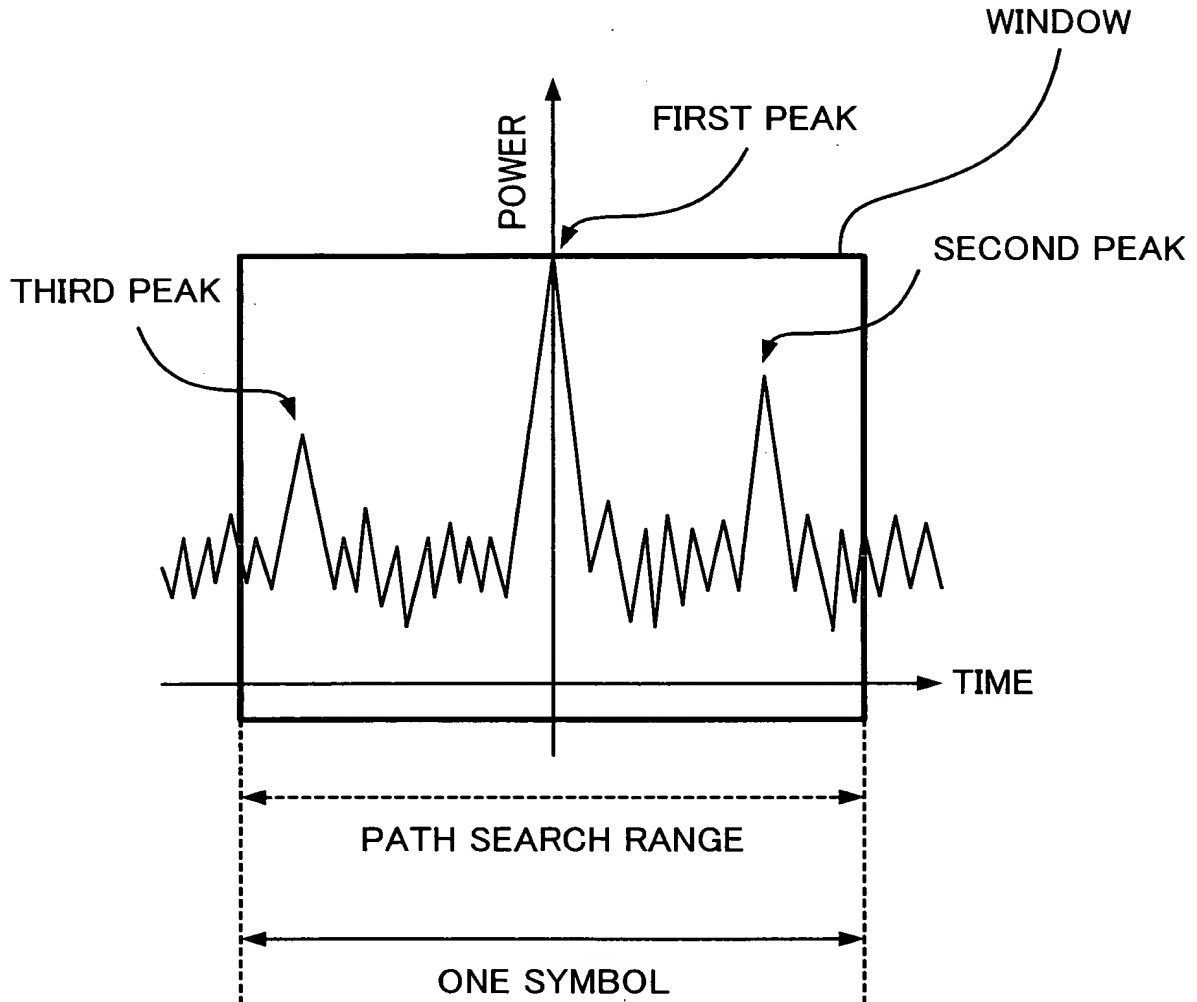 WINDOW
FIRST PEAK
POWER
SECOND PEAK
THIRD PEAK
TIME
PATH SEARCH RANGE
ONE SYMBOL